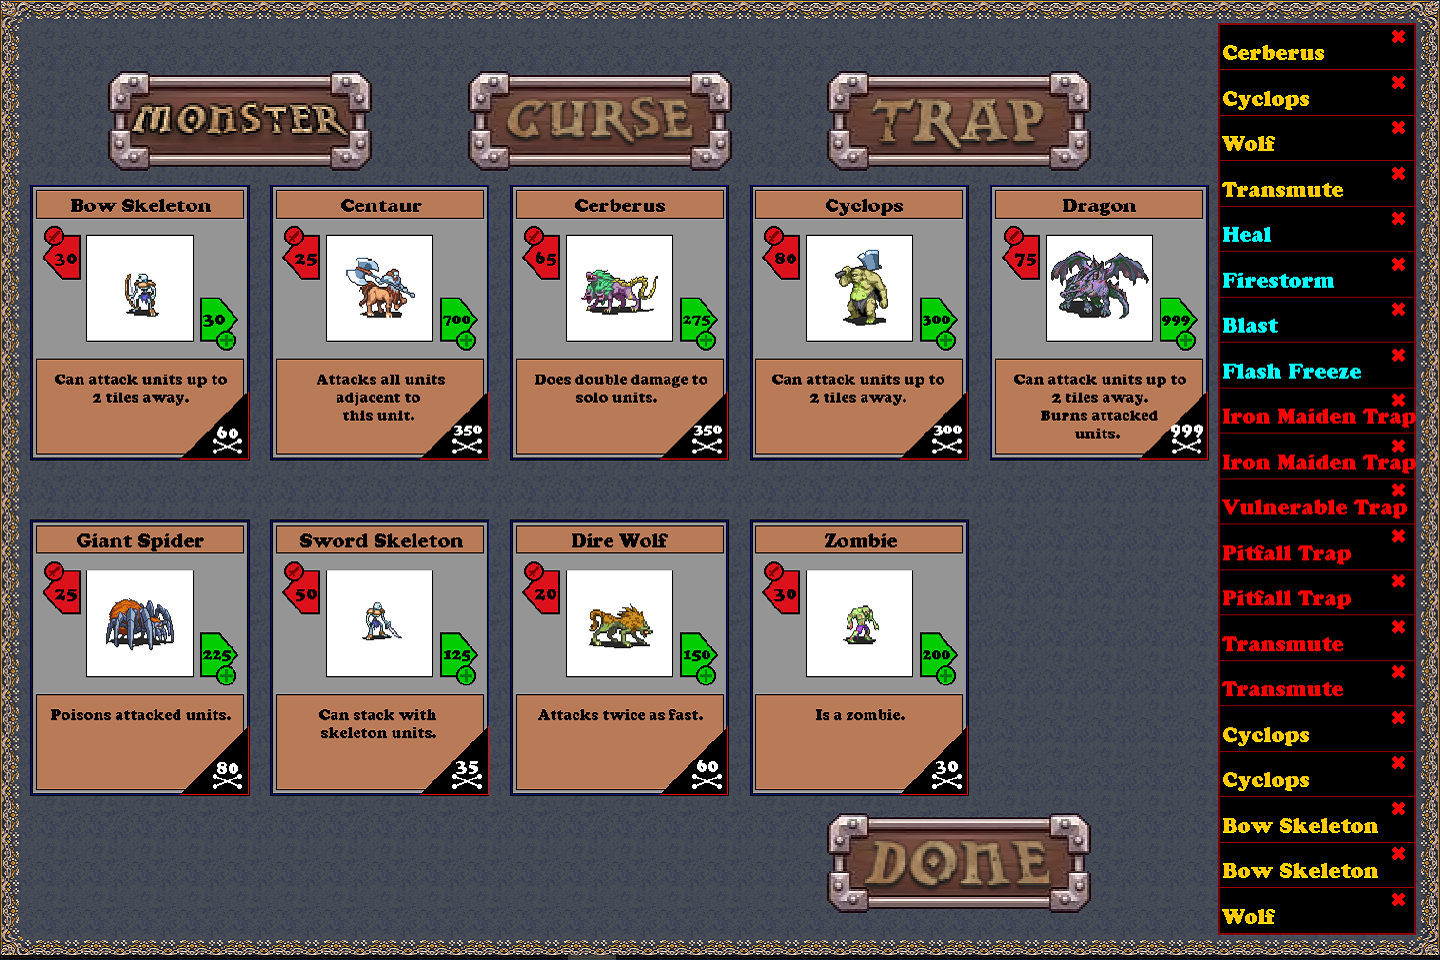 MONSTER
CURSE
TRAP
Bow Skeleton
30
30
Can attack units up to
2 tiles away.
60
Centaur
25
700
Attacks all units
adjacent to
this unit.
350
Cerberus
65
275
Does double damage to
solo units.
350
Cyclops
80
300
Can attack units up to
2 tiles away.
300
Dragon
75
999
Can attack units up to
2 tiles away.
Burns attacked
units.
999
Giant Spider
25
225
Poisons attacked units.
80
Sword Skeleton
50
125
Can stack with
skeleton units.
35
Dire Wolf
20
150
Attacks twice as fast.
60
Zombie
30
200
Is a zombie.
30
DONE
Cerberus
Cyclops
Wolf
Transmute
Heal
Firestorm
Blast
Flash Freeze
Iron Maiden Trap
Iron Maiden Trap
Vulnerable Trap
Pitfall Trap
Pitfall Trap
Transmute
Transmute
Cyclops
Cyclops
Bow Skeleton
Bow Skeleton
Wolf